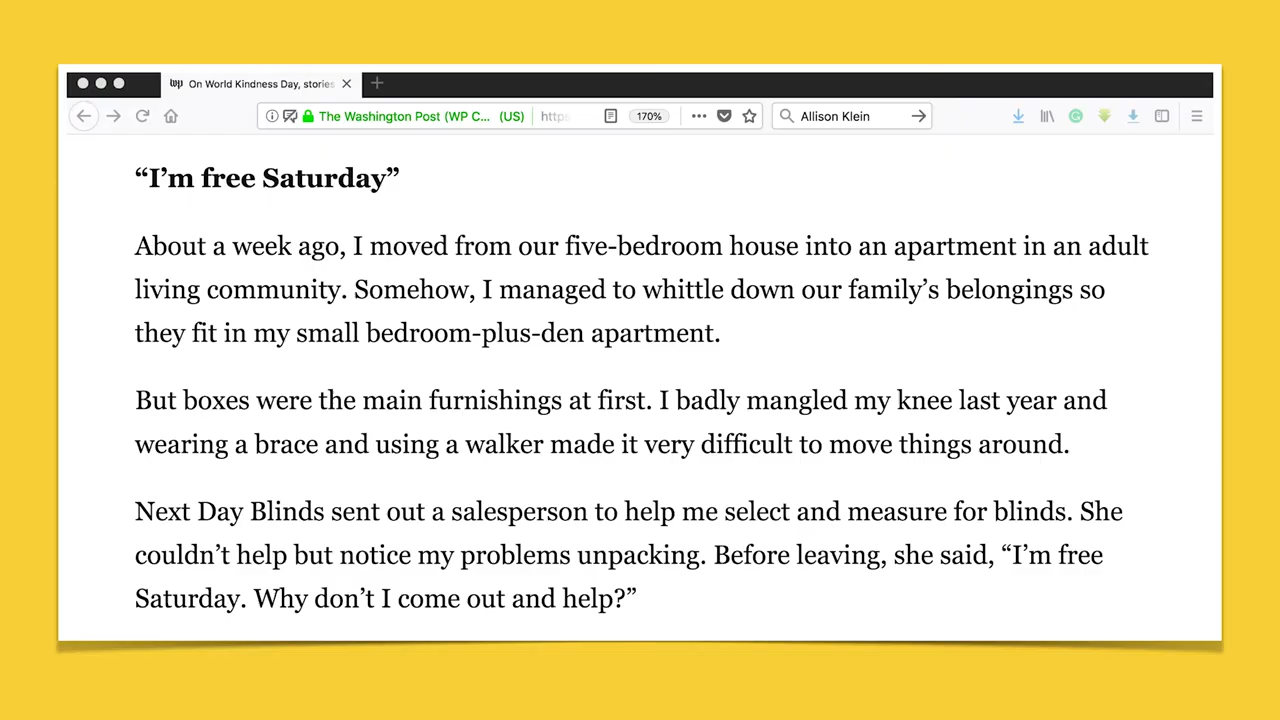 wp On World Kindness Day, stories
The Washington Post (WP C... (US) https 170% Allison Klein
“I’m free Saturday”
About a week ago, I moved from our five-bedroom house into an apartment in an adult
living community. Somehow, I managed to whittle down our family’s belongings so
they fit in my small bedroom-plus-den apartment.
But boxes were the main furnishings at first. I badly mangled my knee last year and
wearing a brace and using a walker made it very difficult to move things around.
Next Day Blinds sent out a salesperson to help me select and measure for blinds. She
couldn’t help but notice my problems unpacking. Before leaving, she said, “I’m free
Saturday. Why don’t I come out and help?”